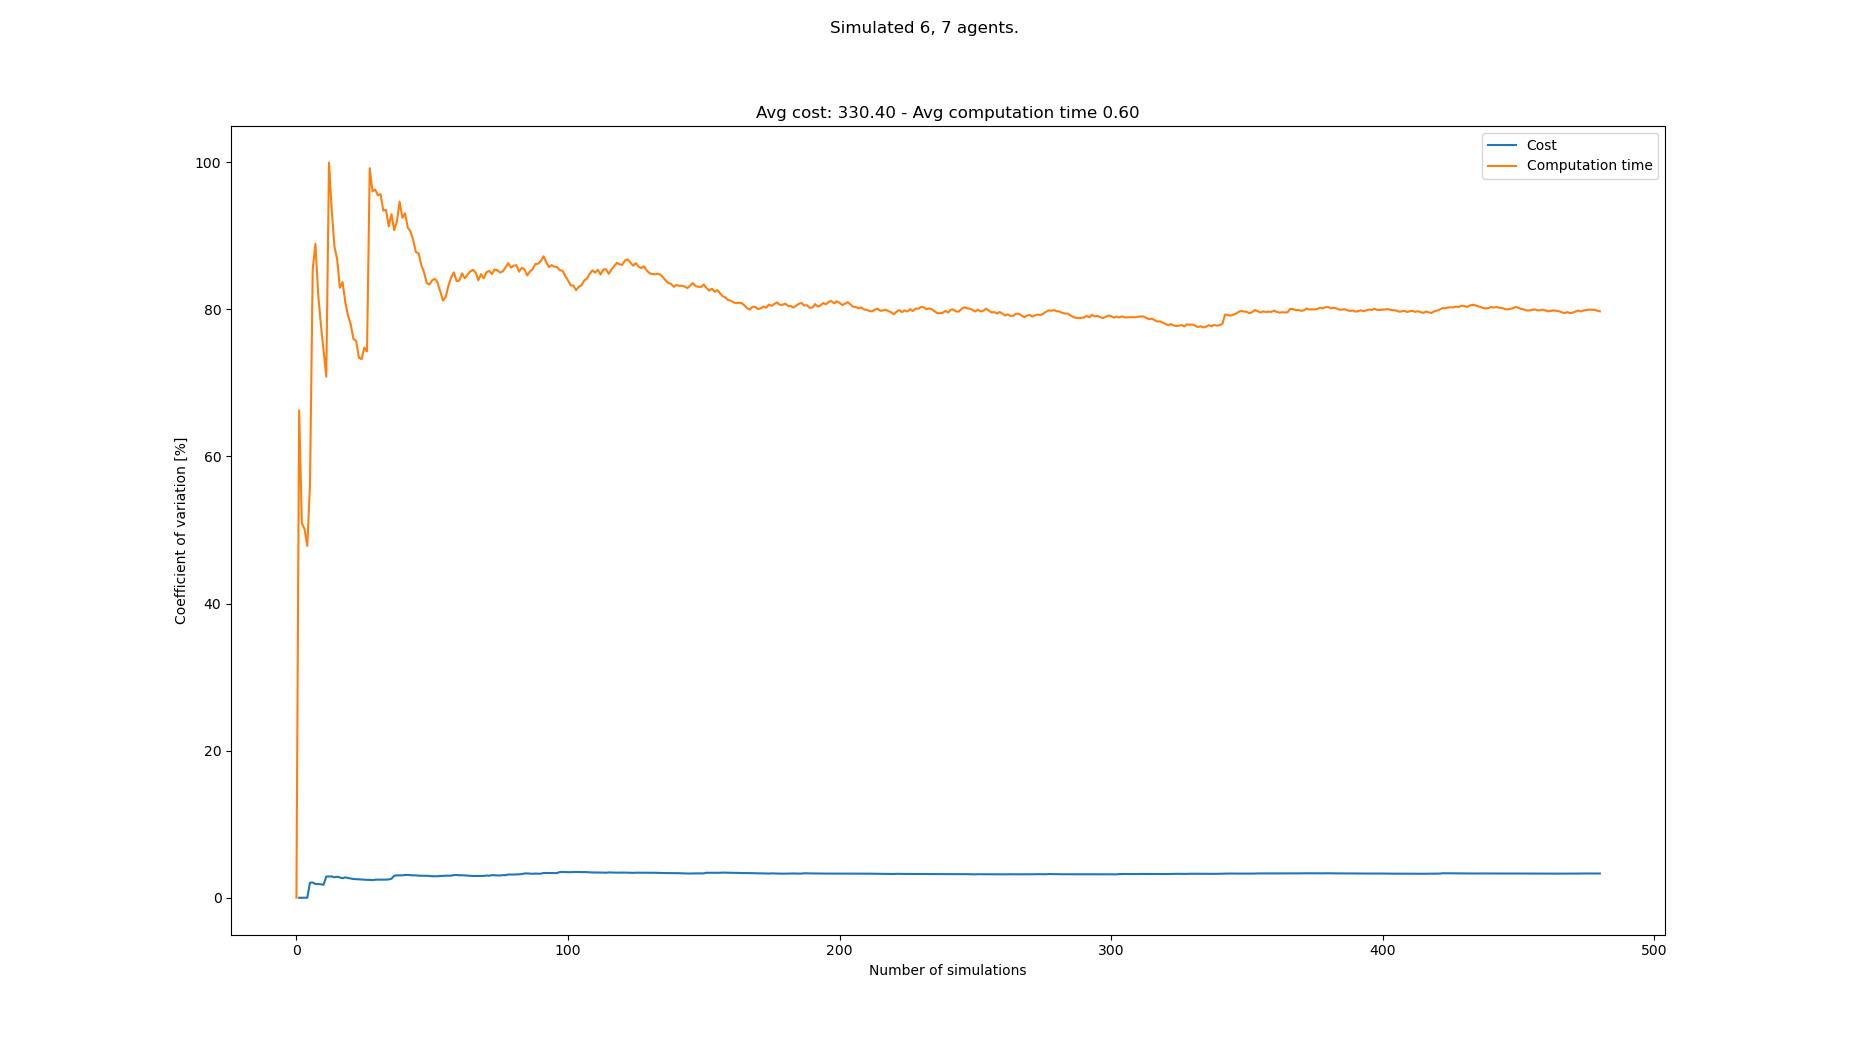 Simulated 6, 7 agents.
Avg cost: 330.40 - Avg computation time 0.60
Cost
Computation time
Coefficient of variation [%]
100
80
60
40
20
0
0 100 200 300 400 500
Number of simulations